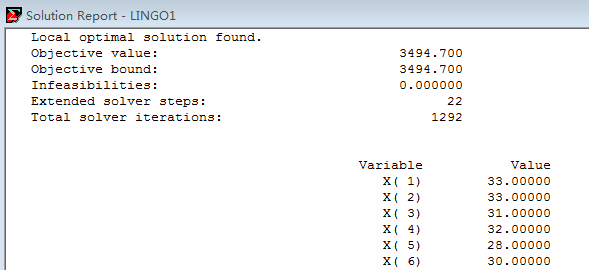 Solution Report - LINGO1
Local optimal solution found.
Objective value: 3494.700
Objective bound: 3494.700
Infeasibilities: 0.000000
Extended solver steps: 22
Total solver iterations: 1292
Variable Value
X( 1) 33.00000
X( 2) 33.00000
X( 3) 31.00000
X( 4) 32.00000
X( 5) 28.00000
X( 6) 30.00000